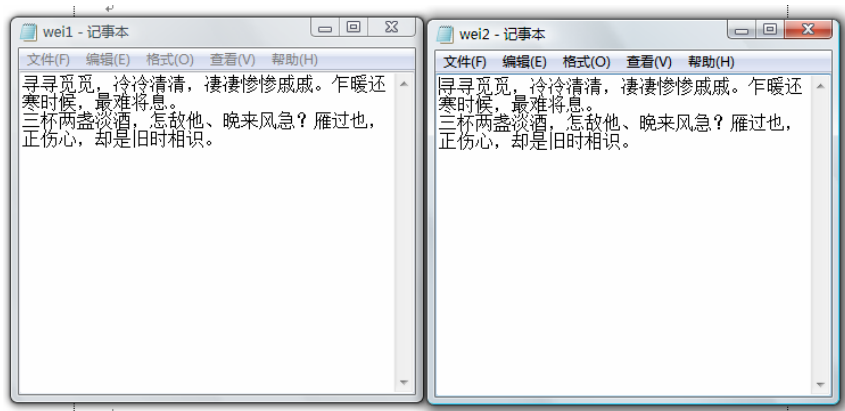 wei1 - 记事本
文件(F) 编辑(E) 格式(O) 查看(V) 帮助(H)
寻寻觅觅，冷冷清清，凄凄惨惨戚戚。乍暖还
寒时候，最难将息。
三杯两盏淡酒，怎敌他、晚来风急？雁过也，
正伤心，却是旧时相识。
wei2 - 记事本
文件(F) 编辑(E) 格式(O) 查看(V) 帮助(H)
寻寻觅觅，冷冷清清，凄凄惨惨戚戚。乍暖还
寒时候，最难将息。
三杯两盏淡酒，怎敌他、晚来风急？雁过也，
正伤心，却是旧时相识。